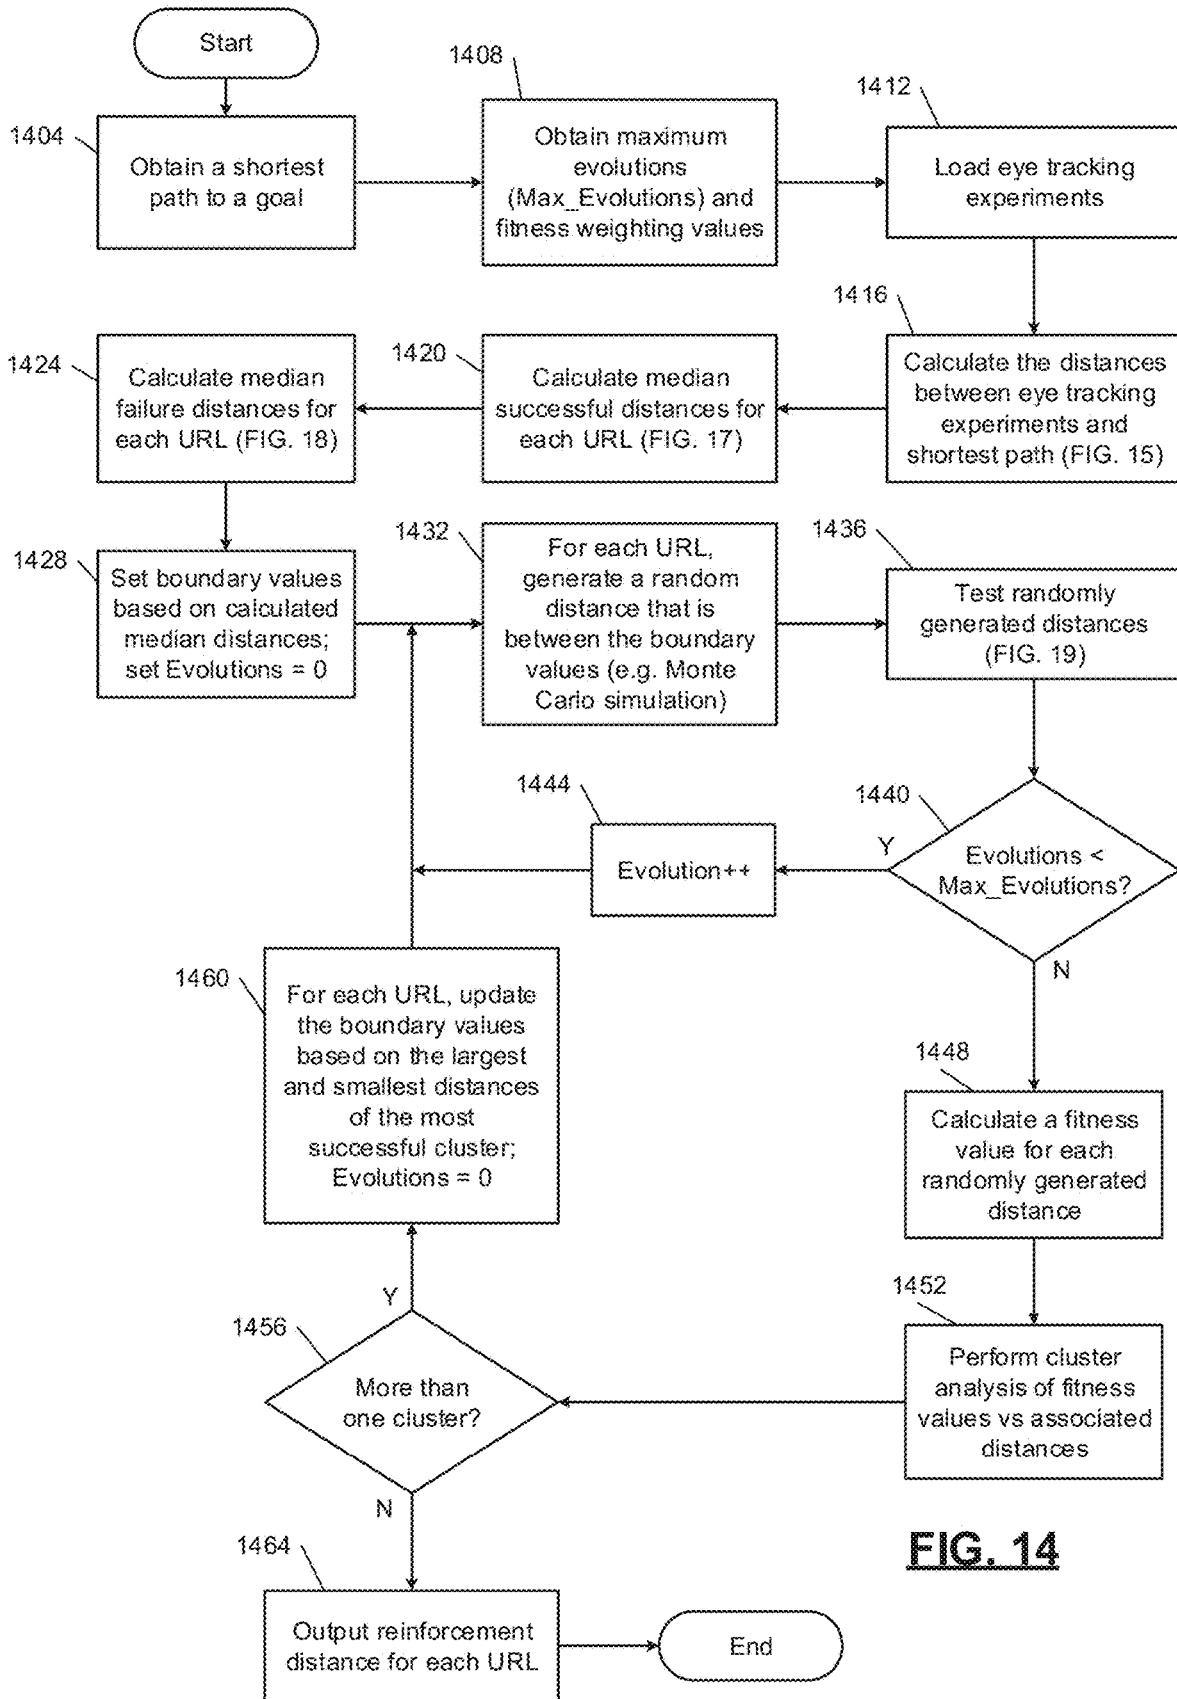 Start
1404
Obtain a shortest
path to a goal
1408
Obtain maximum
evolutions
(Max_Evolutions) and
fitness weighting values
1412
Load eye tracking
experiments
1416
Calculate the distances
between eye tracking
experiments and
shortest path (FIG. 15)
1420
Calculate median
successful distances for
each URL (FIG. 17)
1424
Calculate median
failure distances for
each URL (FIG. 18)
1428
Set boundary values
based on calculated
median distances;
set Evolutions = 0
1432
For each URL,
generate a random
distance that is
between the boundary
values (e.g. Monte
Carlo simulation)
1436
Test randomly
generated distances
(FIG. 19)
1440
Evolutions <
Max_Evolutions?
Y
N
1444
Evolution++
1448
Calculate a fitness
value for each
randomly generated
distance
1452
Perform cluster
analysis of fitness
values vs associated
distances
1456
More than
one cluster?
Y
N
1460
For each URL, update
the boundary values
based on the largest
and smallest distances
of the most
successful cluster;
Evolutions = 0
1464
Output reinforcement
distance for each URL
End
FIG. 14